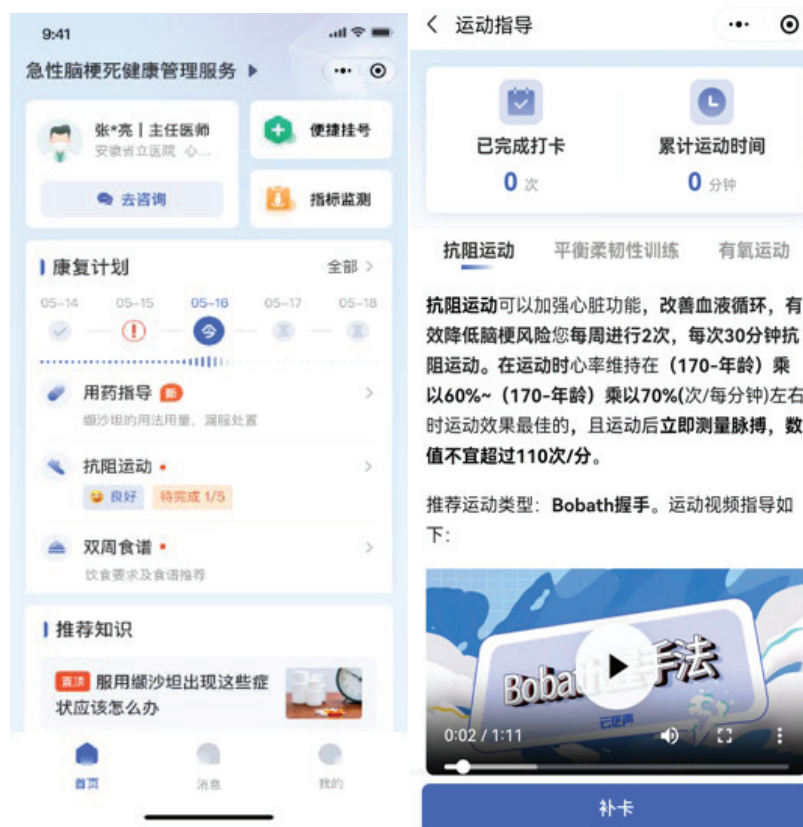 9:41
急性脑梗死健康管理服务
张*亮 | 主任医师
安徽省立医院 心...
去咨询
便捷挂号
指标监测
康复计划
全部 >
05-14 05-15 05-16 05-17 05-18
今
用药指导 新
缬沙坦的用法用量、漏服处置
抗阻运动
良好 待完成 1/5
双周食谱
饮食要求及食谱推荐
推荐知识
置顶 服用缬沙坦出现这些症
状应该怎么办
首页 消息 我的
运动指导
已完成打卡
0 次
累计运动时间
0 分钟
抗阻运动 平衡柔韧性训练 有氧运动
抗阻运动可以加强心脏功能，改善血液循环，有
效降低脑梗风险您每周进行2次，每次30分钟抗
阻运动。在运动时心率维持在（170-年龄）乘
以60%~（170-年龄）乘以70%(次/每分钟)左右
时运动效果最佳的，且运动后立即测量脉搏，数
值不宜超过110次/分。
推荐运动类型：Bobath握手。运动视频指导如
下：
Bobath握手法
云医声
0:02 / 1:11
补卡